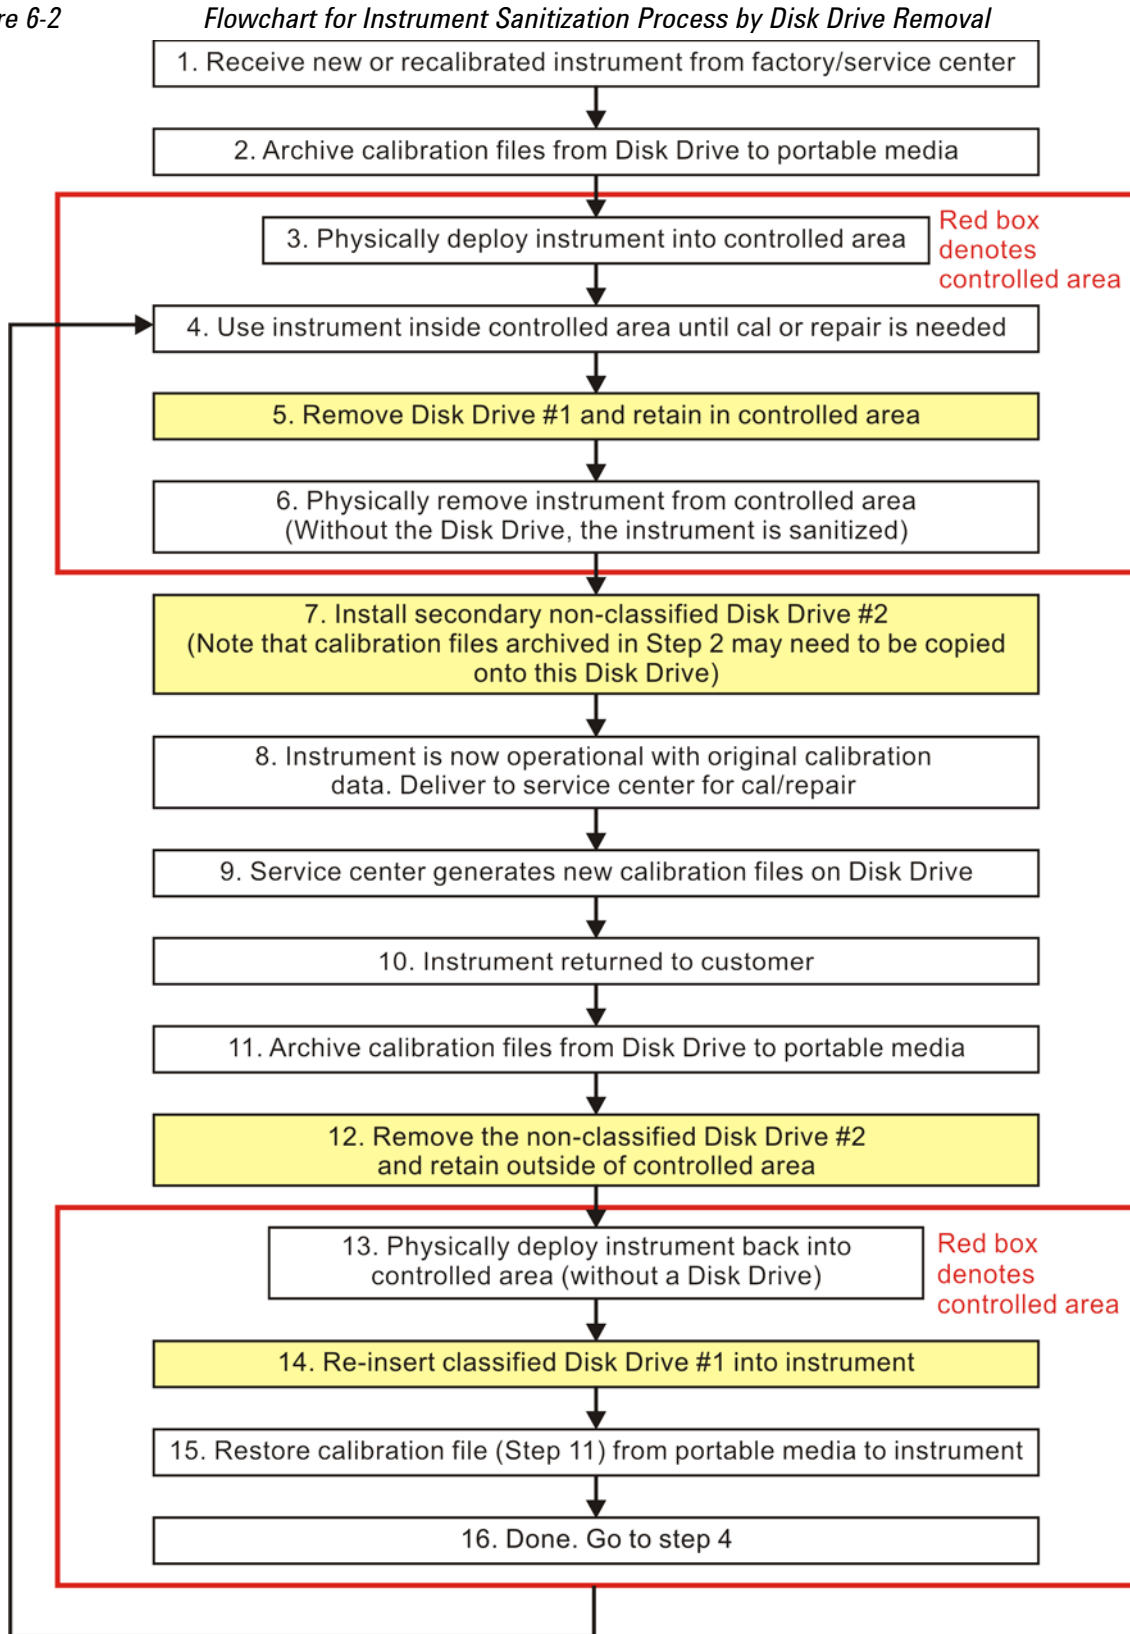 re 6-2 Flowchart for Instrument Sanitization Process by Disk Drive Removal
1. Receive new or recalibrated instrument from factory/service center
2. Archive calibration files from Disk Drive to portable media
Red box
denotes
controlled area
3. Physically deploy instrument into controlled area
4. Use instrument inside controlled area until cal or repair is needed
5. Remove Disk Drive #1 and retain in controlled area
6. Physically remove instrument from controlled area
(Without the Disk Drive, the instrument is sanitized)
7. Install secondary non-classified Disk Drive #2
(Note that calibration files archived in Step 2 may need to be copied
onto this Disk Drive)
8. Instrument is now operational with original calibration
data. Deliver to service center for cal/repair
9. Service center generates new calibration files on Disk Drive
10. Instrument returned to customer
11. Archive calibration files from Disk Drive to portable media
12. Remove the non-classified Disk Drive #2
and retain outside of controlled area
13. Physically deploy instrument back into
controlled area (without a Disk Drive)
Red box
denotes
controlled area
14. Re-insert classified Disk Drive #1 into instrument
15. Restore calibration file (Step 11) from portable media to instrument
16. Done. Go to step 4